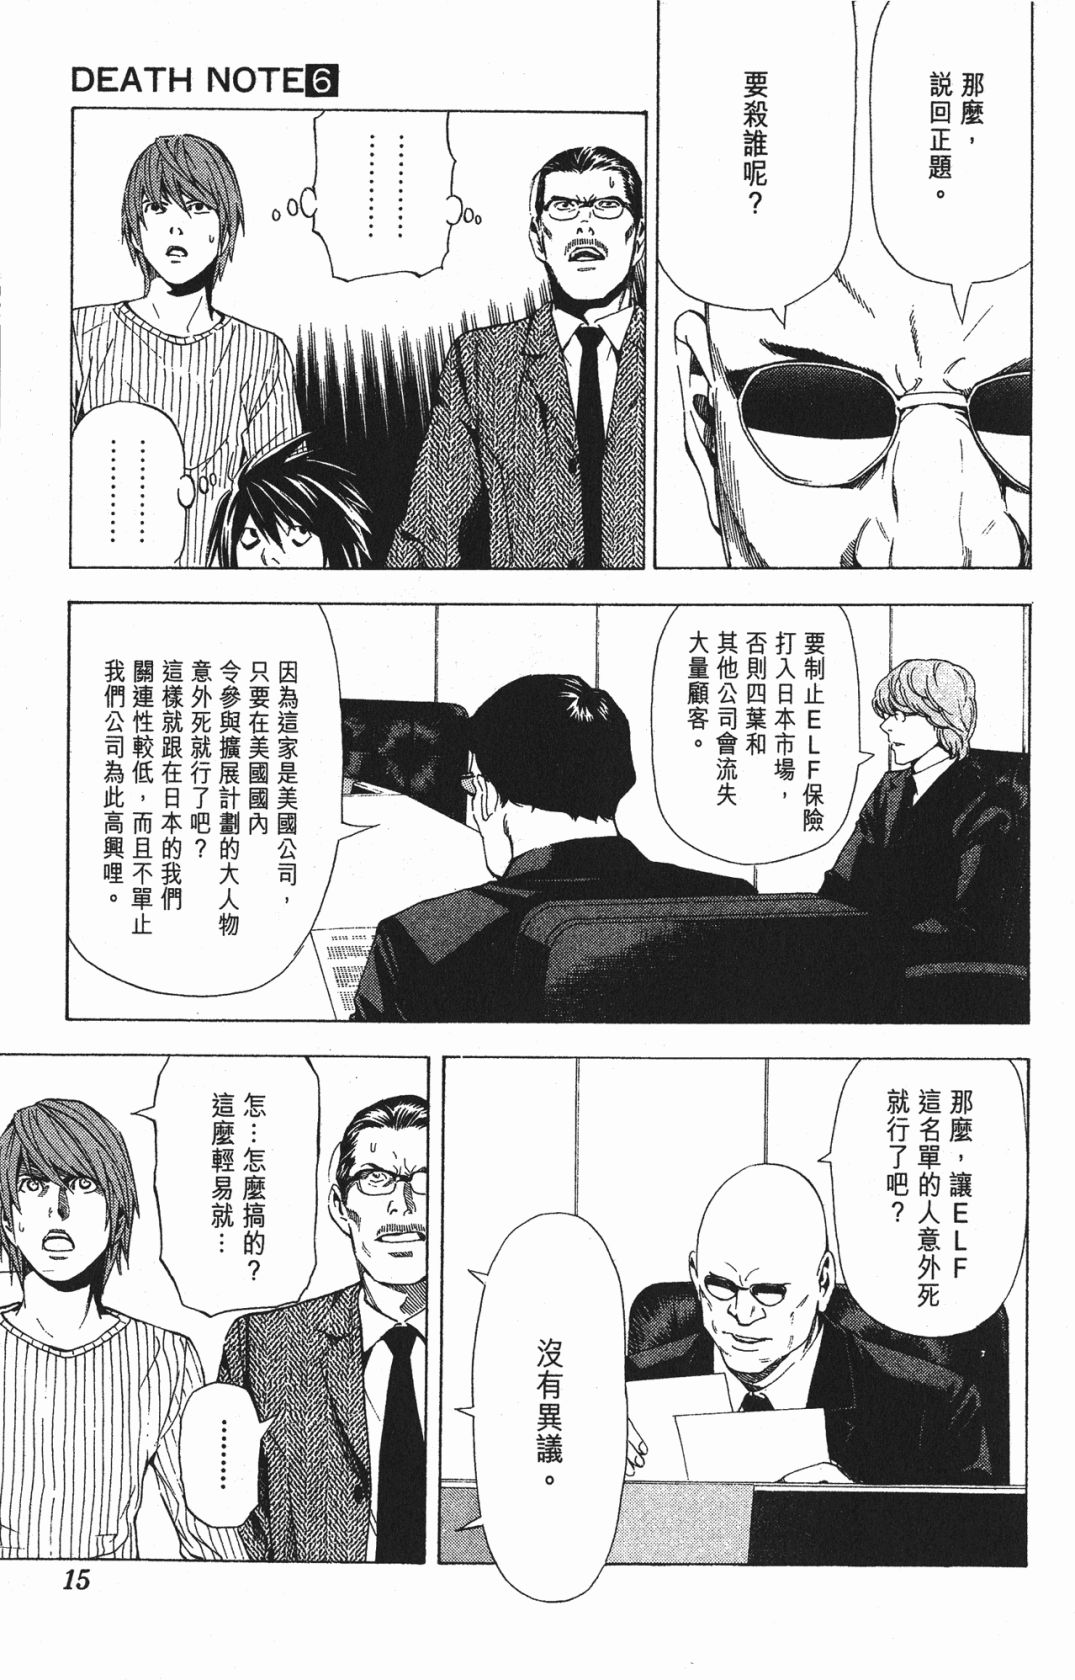 DEATH NOTE 6
那麼，
説回正題。
要殺誰呢？
………
………
………
………
要制止ELF保險
打入日本市場，
否則四葉和
其他公司會流失
大量顧客。
因為這家是美國公司，
只要在美國國內
令參與擴展計劃的大人物
意外死就行了吧？
這樣就跟在日本的我們
關連性較低，而且不單止
我們公司為此高興哩。
那麼，讓ELF
這名單的人意外死
就行了吧？
沒有異議。
怎…怎麼搞的？
這麼輕易就…
………
15